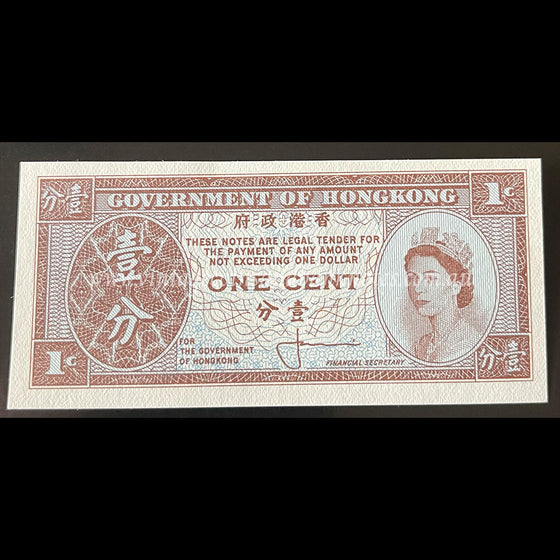 分壹
GOVERNMENT OF HONGKONG
1c
府政港香
THESE NOTES ARE LEGAL TENDER FOR
THE PAYMENT OF ANY AMOUNT
NOT EXCEEDING ONE DOLLAR
壹
分
ONE CENT
分壹
FOR
THE GOVERNMENT
OF HONGKONG
FINANCIAL SECRETARY
1c
分壹